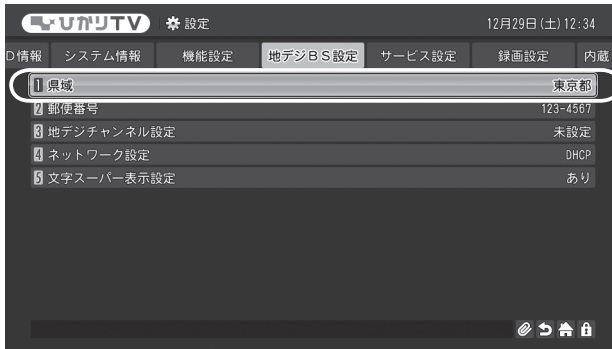 ひかりTV 設定 12月29日(土)12:34
D情報 システム情報 機能設定 地デジBS設定 サービス設定 録画設定 内蔵
1 県域 東京都
2 郵便番号 123-4567
3 地デジチャンネル設定 未設定
4 ネットワーク設定 DHCP
5 文字スーパー表示設定 あり